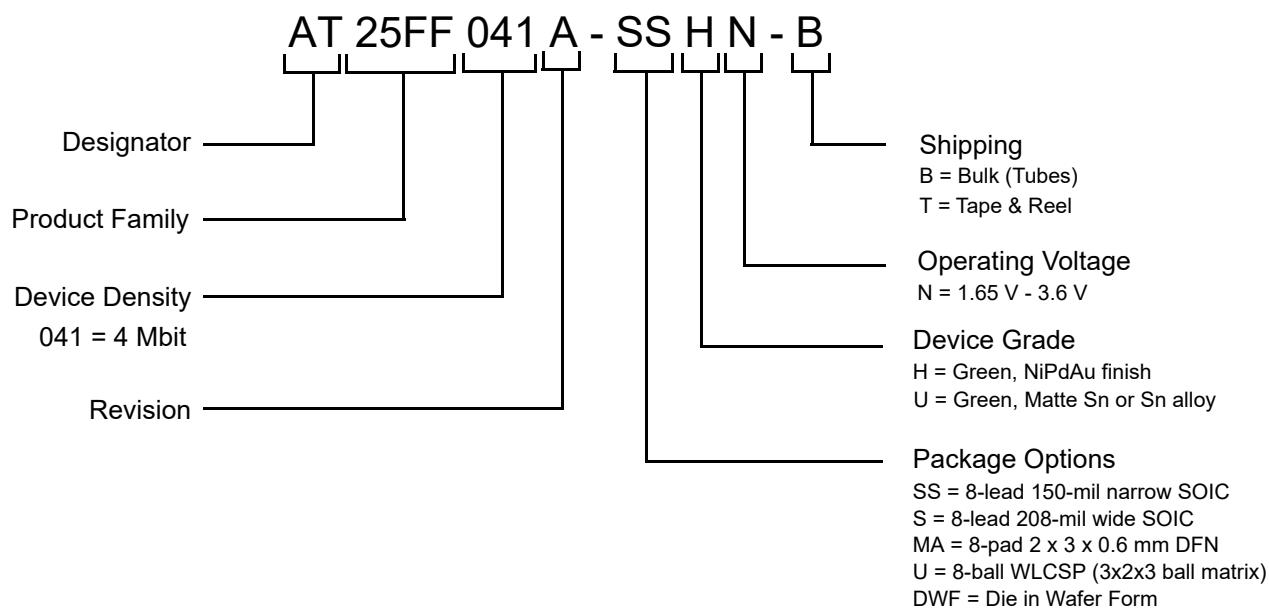 AT 25FF 041 A - SS H N - B
Designator
Product Family
Device Density
041 = 4 Mbit
Revision
Shipping
B = Bulk (Tubes)
T = Tape & Reel
Operating Voltage
N = 1.65 V - 3.6 V
Device Grade
H = Green, NiPdAu finish
U = Green, Matte Sn or Sn alloy
Package Options
SS = 8-lead 150-mil narrow SOIC
S = 8-lead 208-mil wide SOIC
MA = 8-pad 2 x 3 x 0.6 mm DFN
U = 8-ball WLCSP (3x2x3 ball matrix)
DWF = Die in Wafer Form